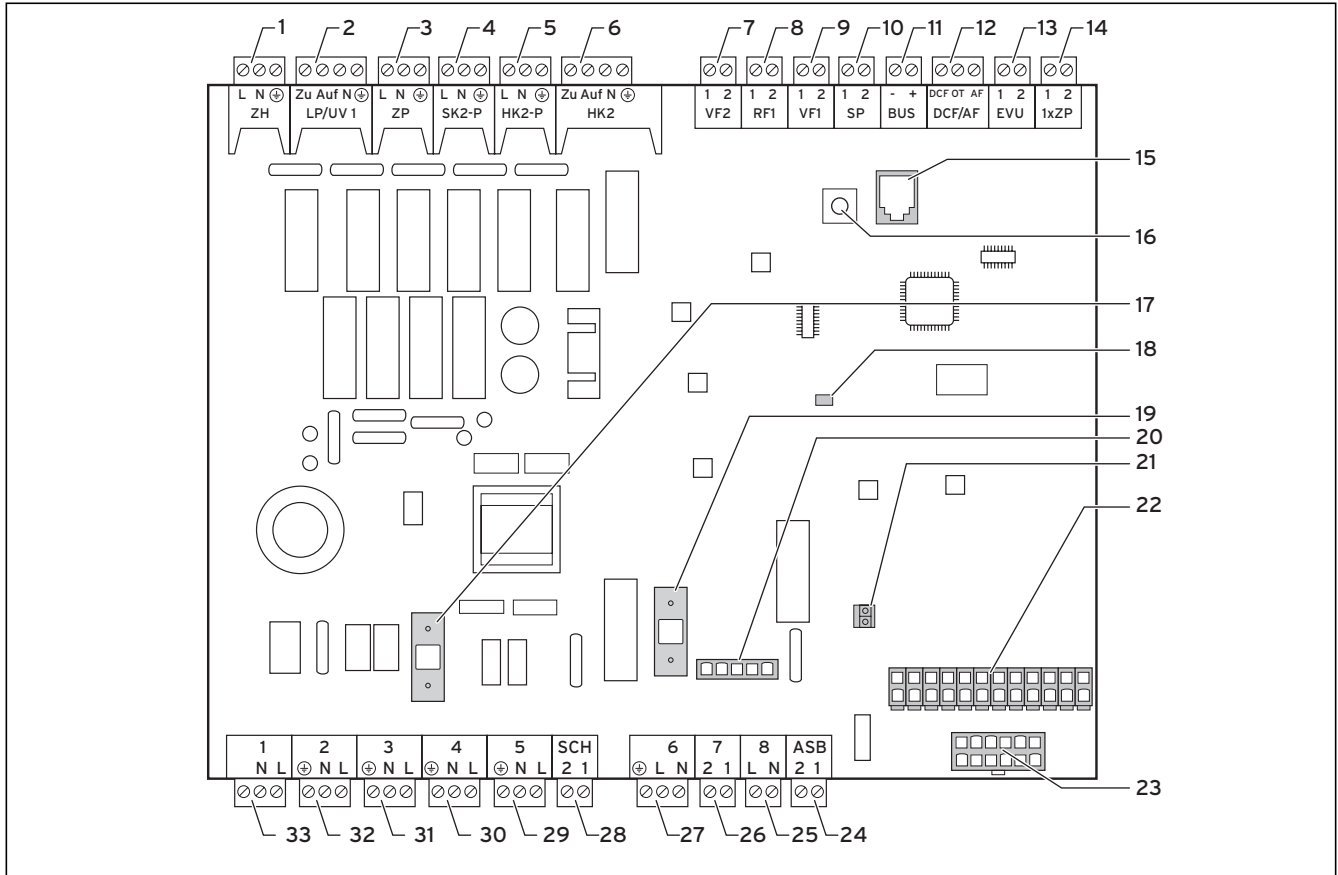 1 2 3 4 5 6 7 8 9 10 11 12 13 14
L N ⏚ Zu Auf N ⏚ L N ⏚ L N ⏚ L N ⏚ Zu Auf N ⏚ 1 2 1 2 1 2 1 2 - + DCF OT AF 1 2 1 2
ZH LP/UV 1 ZP SK2-P HK2-P HK2 VF2 RF1 VF1 SP BUS DCF/AF EVU 1xZP
15
16
17
18
19
20
21
22
23
1 2 3 4 5 SCH 6 7 8 ASB
N L ⏚ N L ⏚ N L ⏚ N L ⏚ N L 2 1 ⏚ L N 2 1 L N 2 1
33 32 31 30 29 28 27 26 25 24